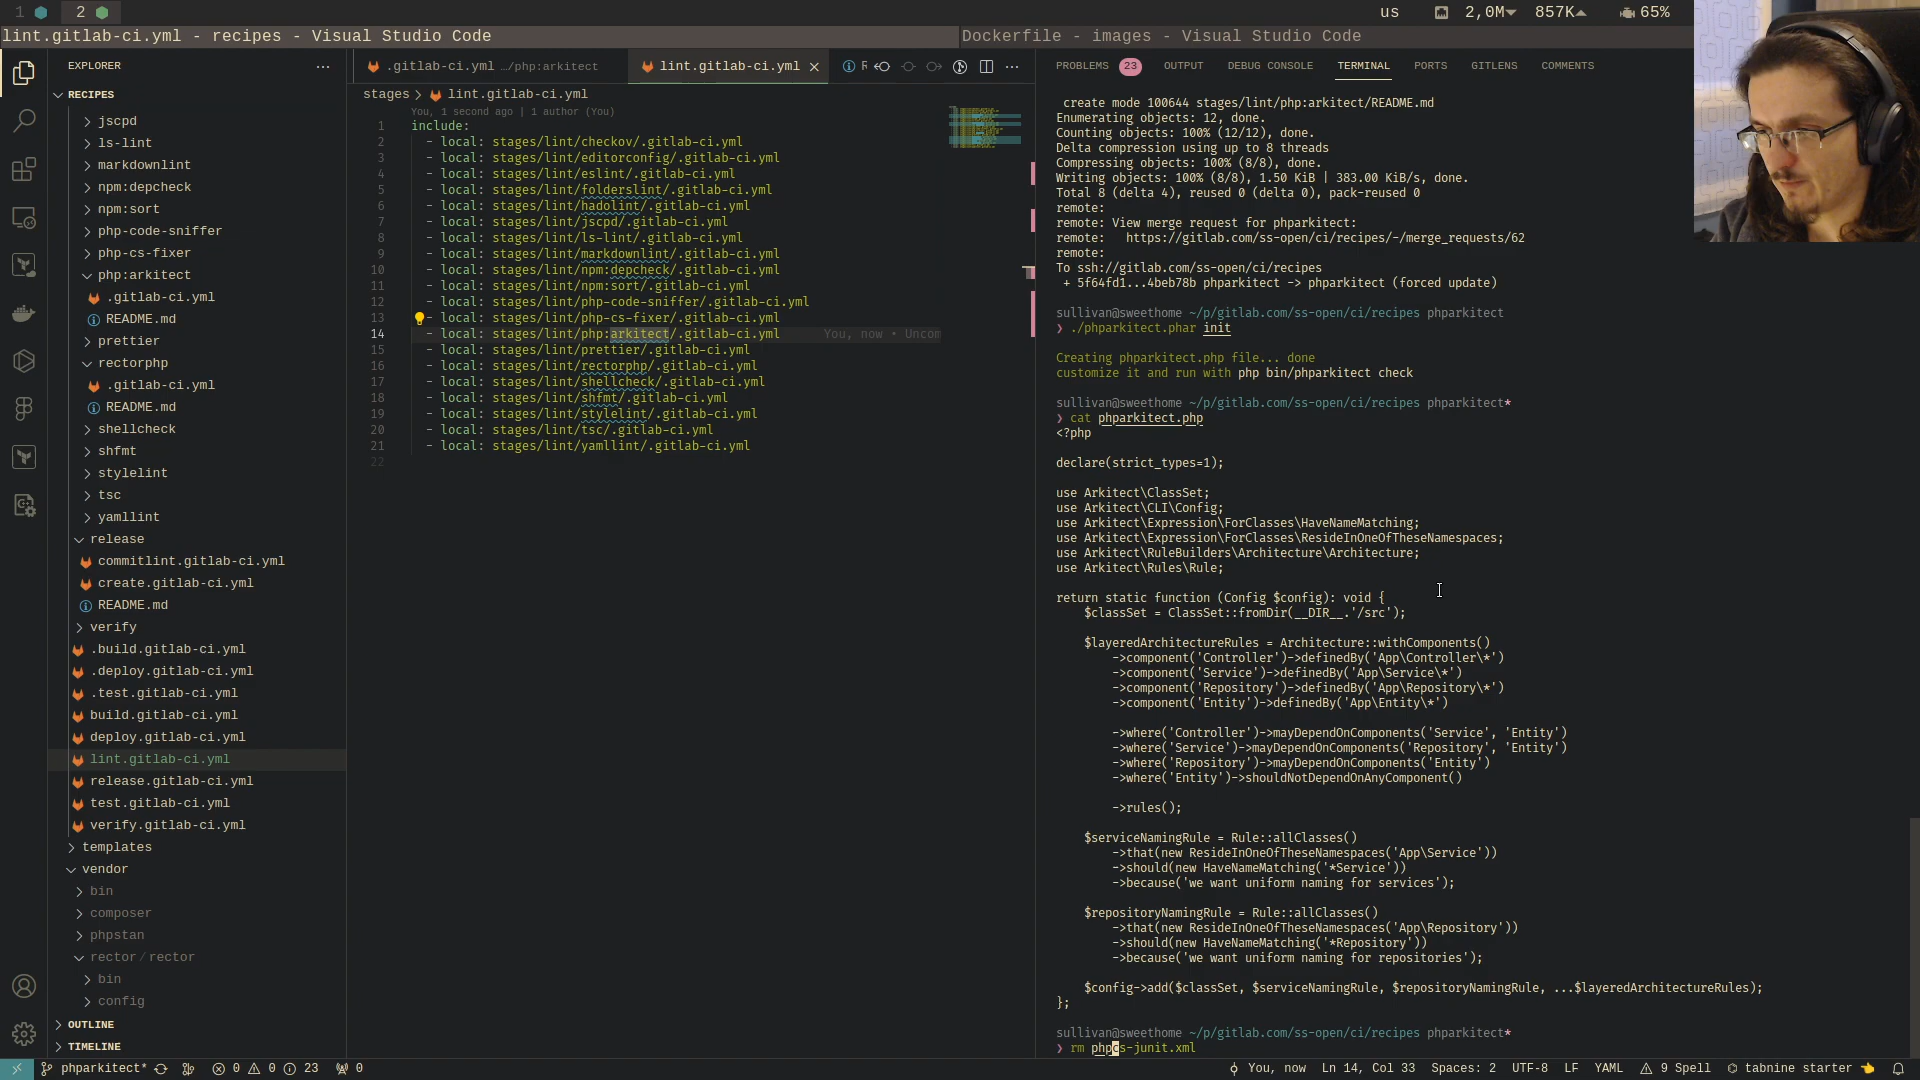 1 2 us 2,0M 857K 65%
lint.gitlab-ci.yml - recipes - Visual Studio Code
Dockerfile - images - Visual Studio Code
EXPLORER
RECIPES
jscpd
ls-lint
markdownlint
npm:depcheck
npm:sort
php-code-sniffer
php-cs-fixer
php:arkitect
.gitlab-ci.yml
README.md
prettier
rectorphp
.gitlab-ci.yml
README.md
shellcheck
shfmt
stylelint
tsc
yamllint
release
commitlint.gitlab-ci.yml
create.gitlab-ci.yml
README.md
verify
.build.gitlab-ci.yml
.deploy.gitlab-ci.yml
.test.gitlab-ci.yml
build.gitlab-ci.yml
deploy.gitlab-ci.yml
lint.gitlab-ci.yml
release.gitlab-ci.yml
test.gitlab-ci.yml
verify.gitlab-ci.yml
templates
vendor
bin
composer
phpstan
rector / rector
bin
config
OUTLINE
TIMELINE
.gitlab-ci.yml .../php:arkitect
lint.gitlab-ci.yml
stages > lint.gitlab-ci.yml
You, 1 second ago | 1 author (You)
1 include:
2 - local: stages/lint/checkov/.gitlab-ci.yml
3 - local: stages/lint/editorconfig/.gitlab-ci.yml
4 - local: stages/lint/eslint/.gitlab-ci.yml
5 - local: stages/lint/folderslint/.gitlab-ci.yml
6 - local: stages/lint/hadolint/.gitlab-ci.yml
7 - local: stages/lint/jscpd/.gitlab-ci.yml
8 - local: stages/lint/ls-lint/.gitlab-ci.yml
9 - local: stages/lint/markdownlint/.gitlab-ci.yml
10 - local: stages/lint/npm:depcheck/.gitlab-ci.yml
11 - local: stages/lint/npm:sort/.gitlab-ci.yml
12 - local: stages/lint/php-code-sniffer/.gitlab-ci.yml
13 - local: stages/lint/php-cs-fixer/.gitlab-ci.yml
14 - local: stages/lint/php:arkitect/.gitlab-ci.yml You, now • Uncom
15 - local: stages/lint/prettier/.gitlab-ci.yml
16 - local: stages/lint/rectorphp/.gitlab-ci.yml
17 - local: stages/lint/shellcheck/.gitlab-ci.yml
18 - local: stages/lint/shfmt/.gitlab-ci.yml
19 - local: stages/lint/stylelint/.gitlab-ci.yml
20 - local: stages/lint/tsc/.gitlab-ci.yml
21 - local: stages/lint/yamllint/.gitlab-ci.yml
22
PROBLEMS 23 OUTPUT DEBUG CONSOLE TERMINAL PORTS GITLENS COMMENTS
create mode 100644 stages/lint/php:arkitect/README.md
Enumerating objects: 12, done.
Counting objects: 100% (12/12), done.
Delta compression using up to 8 threads
Compressing objects: 100% (8/8), done.
Writing objects: 100% (8/8), 1.50 KiB | 383.00 KiB/s, done.
Total 8 (delta 4), reused 0 (delta 0), pack-reused 0
remote:
remote: View merge request for phparkitect:
remote:   https://gitlab.com/ss-open/ci/recipes/-/merge_requests/62
remote:
To ssh://gitlab.com/ss-open/ci/recipes
+ 5f64fd1...4beb78b phparkitect -> phparkitect (forced update)
sullivan@sweethome ~/p/gitlab.com/ss-open/ci/recipes phparkitect
❯ ./phparkitect.phar init
Creating phparkitect.php file... done
customize it and run with php bin/phparkitect check
sullivan@sweethome ~/p/gitlab.com/ss-open/ci/recipes phparkitect*
❯ cat phparkitect.php
<?php
declare(strict_types=1);
use Arkitect\ClassSet;
use Arkitect\CLI\Config;
use Arkitect\Expression\ForClasses\HaveNameMatching;
use Arkitect\Expression\ForClasses\ResideInOneOfTheseNamespaces;
use Arkitect\RuleBuilders\Architecture\Architecture;
use Arkitect\Rules\Rule;
return static function (Config $config): void {
$classSet = ClassSet::fromDir(__DIR__.'/src');
$layeredArchitectureRules = Architecture::withComponents()
->component('Controller')->definedBy('App\Controller\*')
->component('Service')->definedBy('App\Service\*')
->component('Repository')->definedBy('App\Repository\*')
->component('Entity')->definedBy('App\Entity\*')
->where('Controller')->mayDependOnComponents('Service', 'Entity')
->where('Service')->mayDependOnComponents('Repository', 'Entity')
->where('Repository')->mayDependOnComponents('Entity')
->where('Entity')->shouldNotDependOnAnyComponent()
->rules();
$serviceNamingRule = Rule::allClasses()
->that(new ResideInOneOfTheseNamespaces('App\Service'))
->should(new HaveNameMatching('*Service'))
->because('we want uniform naming for services');
$repositoryNamingRule = Rule::allClasses()
->that(new ResideInOneOfTheseNamespaces('App\Repository'))
->should(new HaveNameMatching('*Repository'))
->because('we want uniform naming for repositories');
$config->add($classSet, $serviceNamingRule, $repositoryNamingRule, ...$layeredArchitectureRules);
};
sullivan@sweethome ~/p/gitlab.com/ss-open/ci/recipes phparkitect*
❯ rm phpcs-junit.xml
phparkitect* 0 0 23 0 You, now Ln 14, Col 33 Spaces: 2 UTF-8 LF YAML 9 Spell tabnine starter